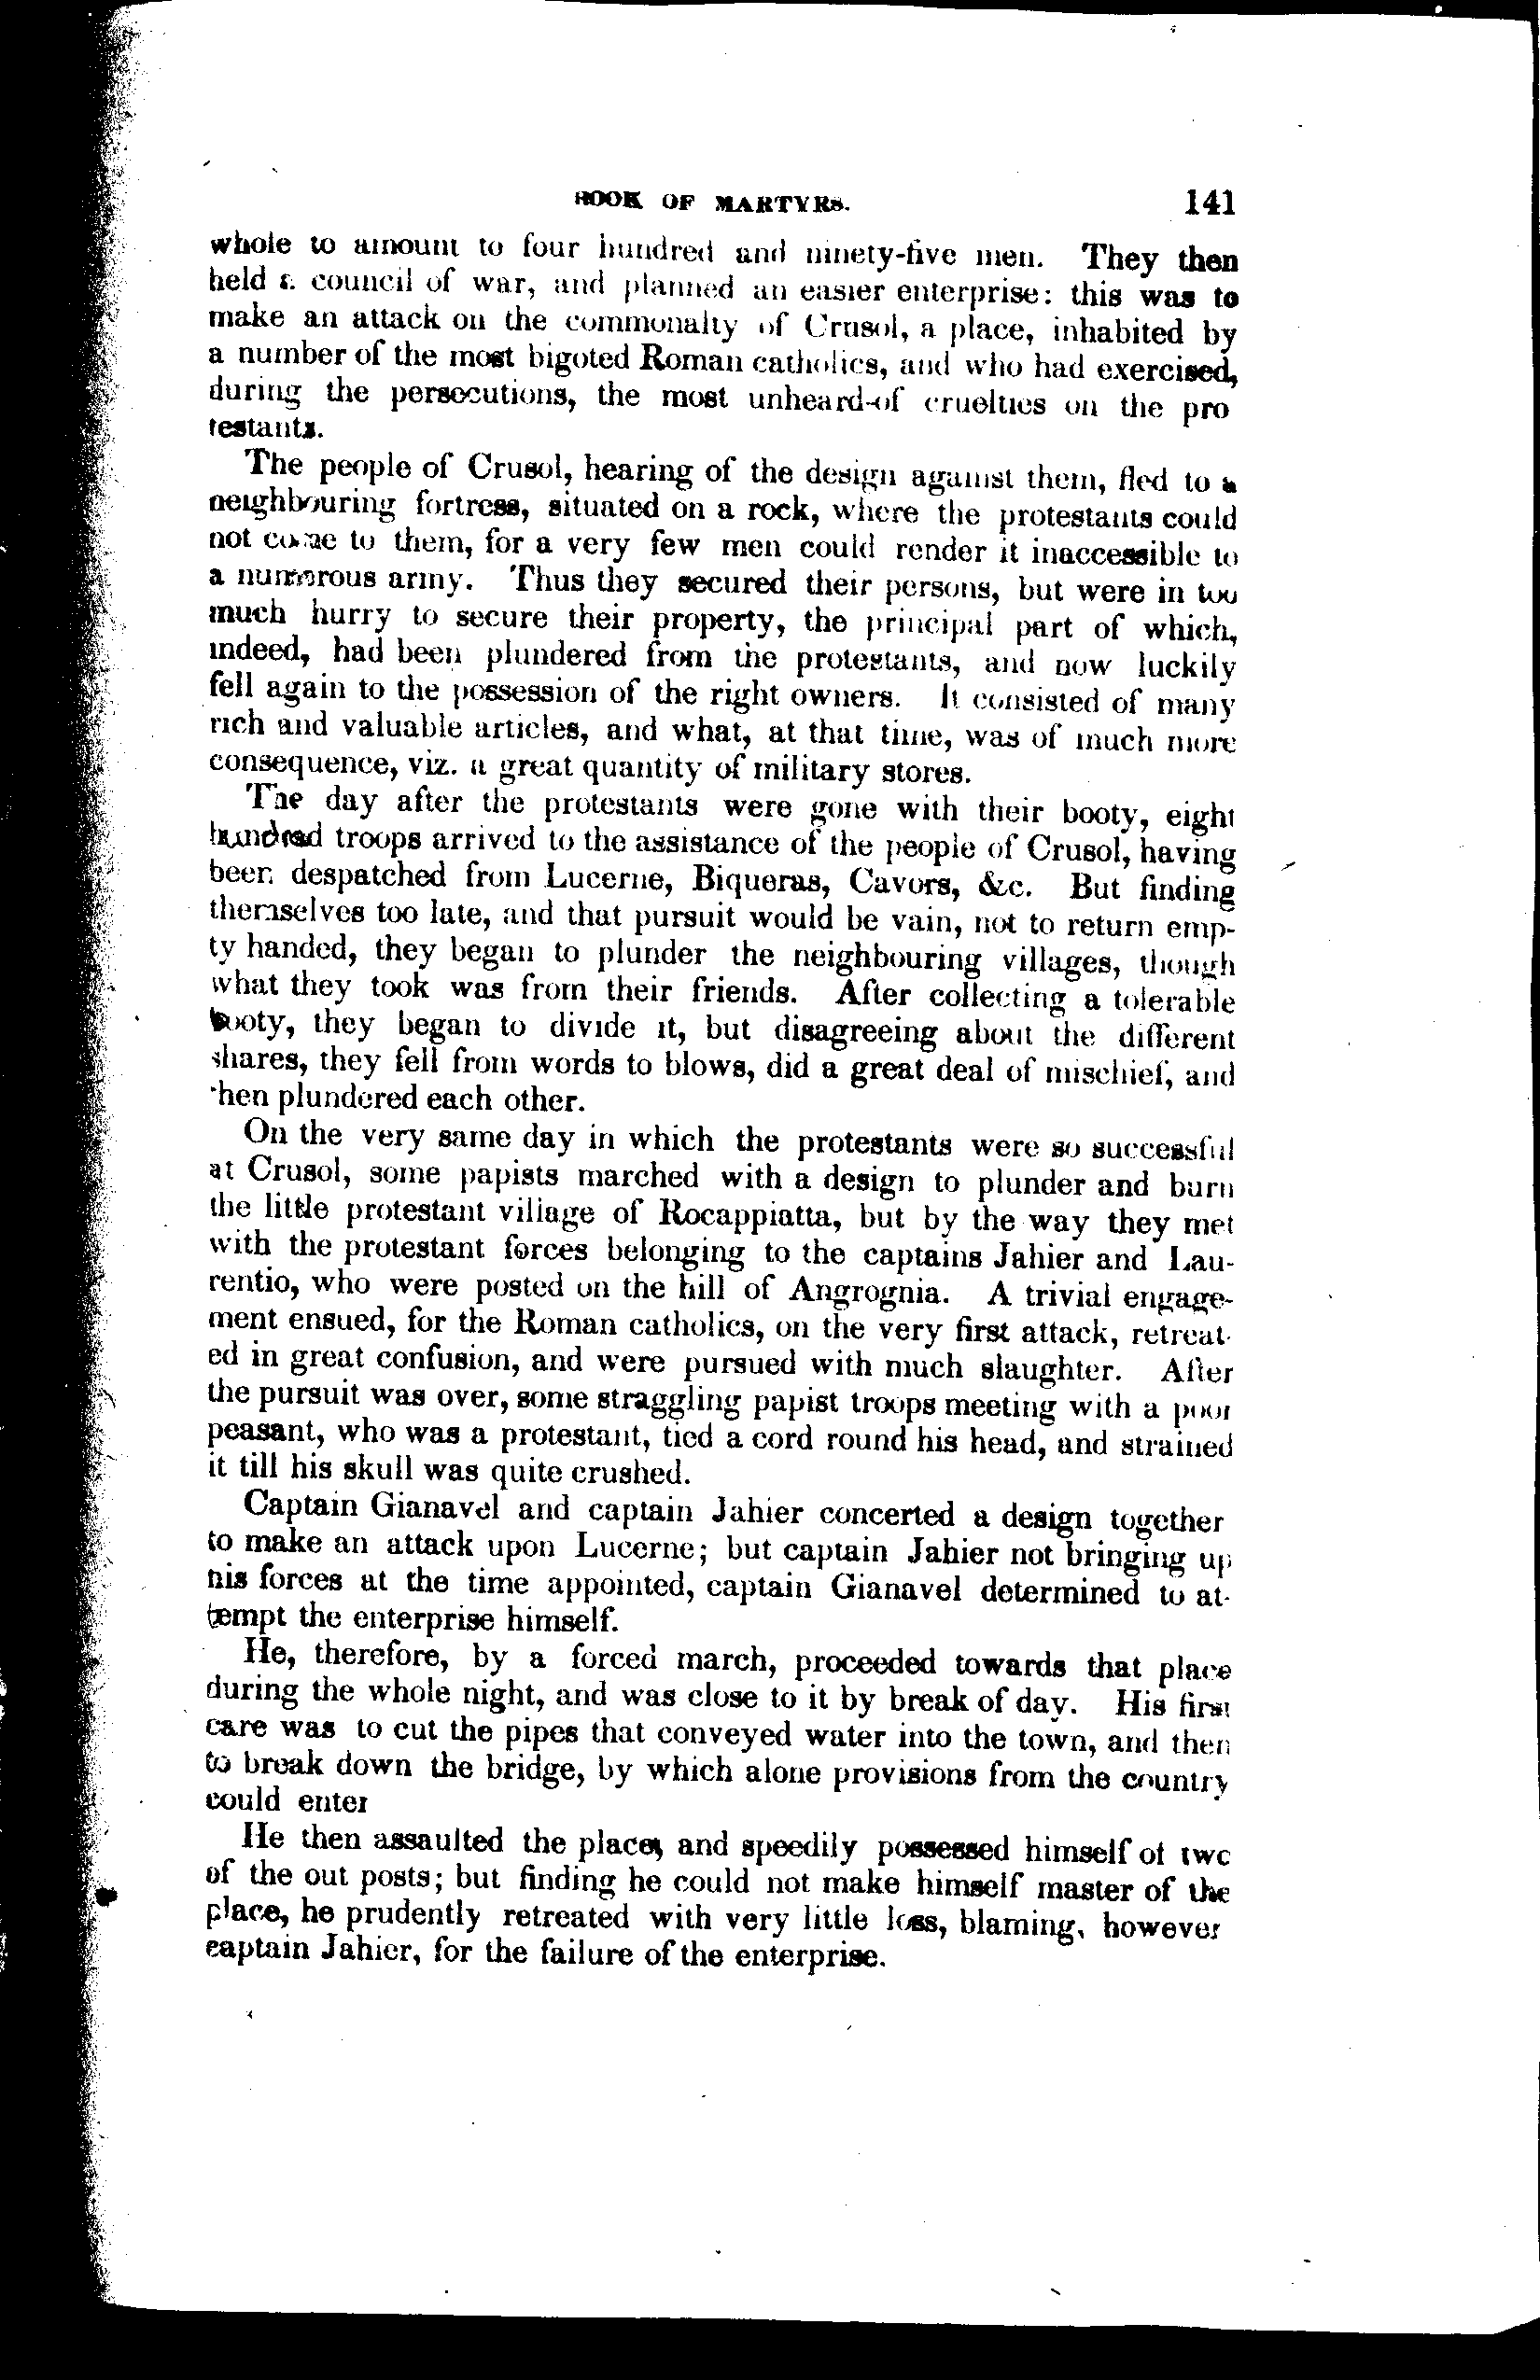 BOOK OF MARTYRS. 141
whole to amount to four hundred and ninety-five men. They then
held a council of war, and planned an easier enterprise: this was to
make an attack on the commonalty of Crusol, a place, inhabited by
a number of the most bigoted Roman catholics, and who had exercised,
during the persecutions, the most unheard-of cruelties on the pro
testants.
The people of Crusol, hearing of the design against them, fled to a
neighbouring fortress, situated on a rock, where the protestants could
not come to them, for a very few men could render it inaccessible to
a numerous army. Thus they secured their persons, but were in too
much hurry to secure their property, the principal part of which,
indeed, had been plundered from the protestants, and now luckily
fell again to the possession of the right owners. It consisted of many
rich and valuable articles, and what, at that time, was of much more
consequence, viz. a great quantity of military stores.
The day after the protestants were gone with their booty, eight
hundred troops arrived to the assistance of the people of Crusol, having
been despatched from Lucerne, Biqueras, Cavors, &c. But finding
themselves too late, and that pursuit would be vain, not to return emp-
ty handed, they began to plunder the neighbouring villages, though
what they took was from their friends. After collecting a tolerable
booty, they began to divide it, but disagreeing about the different
shares, they fell from words to blows, did a great deal of mischief, and
then plundered each other.
On the very same day in which the protestants were so successful
at Crusol, some papists marched with a design to plunder and burn
the little protestant village of Rocappiatta, but by the way they met
with the protestant forces belonging to the captains Jahier and Lau-
rentio, who were posted on the hill of Angrognia. A trivial engage-
ment ensued, for the Roman catholics, on the very first attack, retreat-
ed in great confusion, and were pursued with much slaughter. After
the pursuit was over, some straggling papist troops meeting with a poor
peasant, who was a protestant, tied a cord round his head, and strained
it till his skull was quite crushed.
Captain Gianavel and captain Jahier concerted a design together
to make an attack upon Lucerne; but captain Jahier not bringing up
his forces at the time appointed, captain Gianavel determined to at-
tempt the enterprise himself.
He, therefore, by a forced march, proceeded towards that place
during the whole night, and was close to it by break of day. His first
care was to cut the pipes that conveyed water into the town, and then
to break down the bridge, by which alone provisions from the country
could enter
He then assaulted the place, and speedily possessed himself of two
of the out posts; but finding he could not make himself master of the
place, he prudently retreated with very little loss, blaming, however
captain Jahier, for the failure of the enterprise.